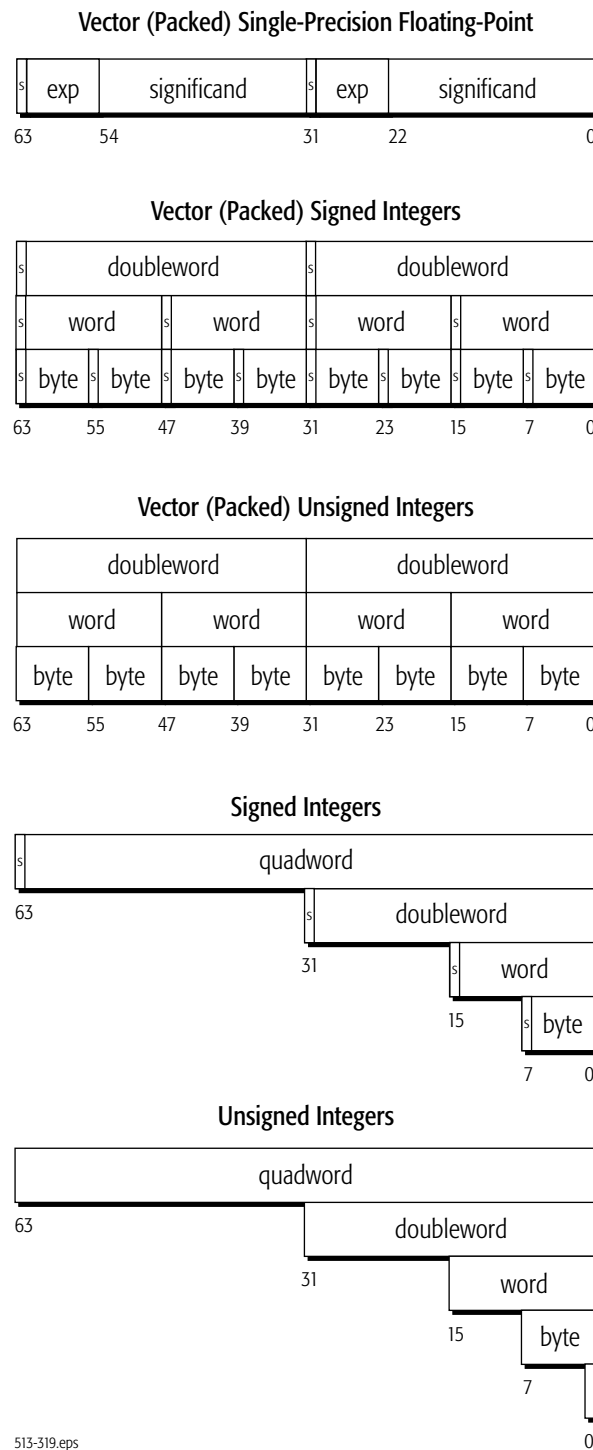 Vector (Packed) Single-Precision Floating-Point
s exp significand s exp significand
63 54 31 22 0
Vector (Packed) Signed Integers
s doubleword s doubleword
s word s word s word s word
s byte s byte s byte s byte s byte s byte s byte s byte
63 55 47 39 31 23 15 7 0
Vector (Packed) Unsigned Integers
doubleword doubleword
word word word word
byte byte byte byte byte byte byte byte
63 55 47 39 31 23 15 7 0
Signed Integers
s quadword
63
s doubleword
31
s word
15
s byte
7 0
Unsigned Integers
quadword
63
doubleword
31
word
15
byte
7
513-319.eps 0